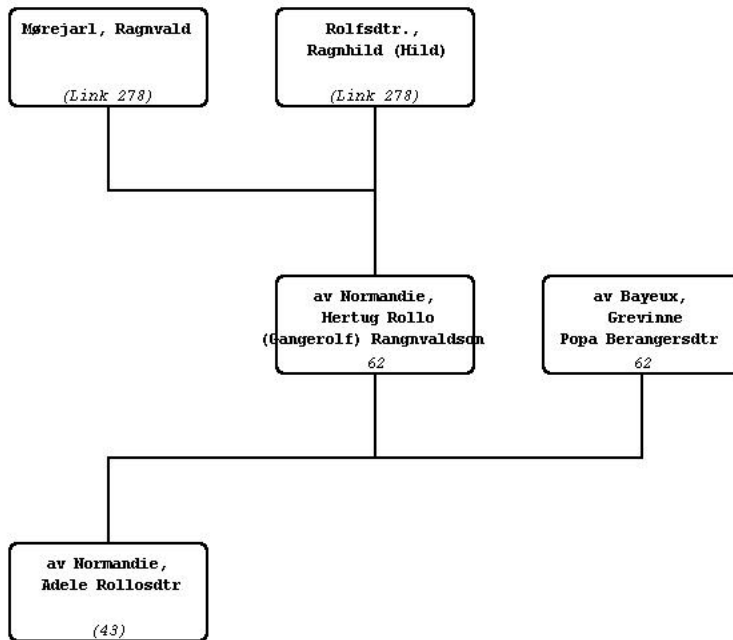 Mørejarl, Ragnvald
(Link 278)
Rolfsdtr.,
Ragnhild (Hild)
(Link 278)
av Normandie,
Hertug Rollo
(Gangerolf) Rangnvaldson
62
av Bayeux,
Grevinne
Popa Berangersdtr
62
av Normandie,
Adele Rollosdtr
(43)